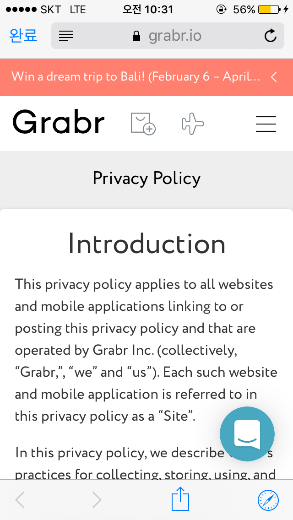 SKT LTE 오전 10:31 56%
완료 grabr.io
Win a dream trip to Bali! (February 6 – April...
Grabr
Privacy Policy
Introduction
This privacy policy applies to all websites
and mobile applications linking to or
posting this privacy policy and that are
operated by Grabr Inc. (collectively,
“Grabr,”, “we” and “us”). Each such website
and mobile application is referred to in
this privacy policy as a “Site”.
In this privacy policy, we describe
practices for collecting, storing, using, and